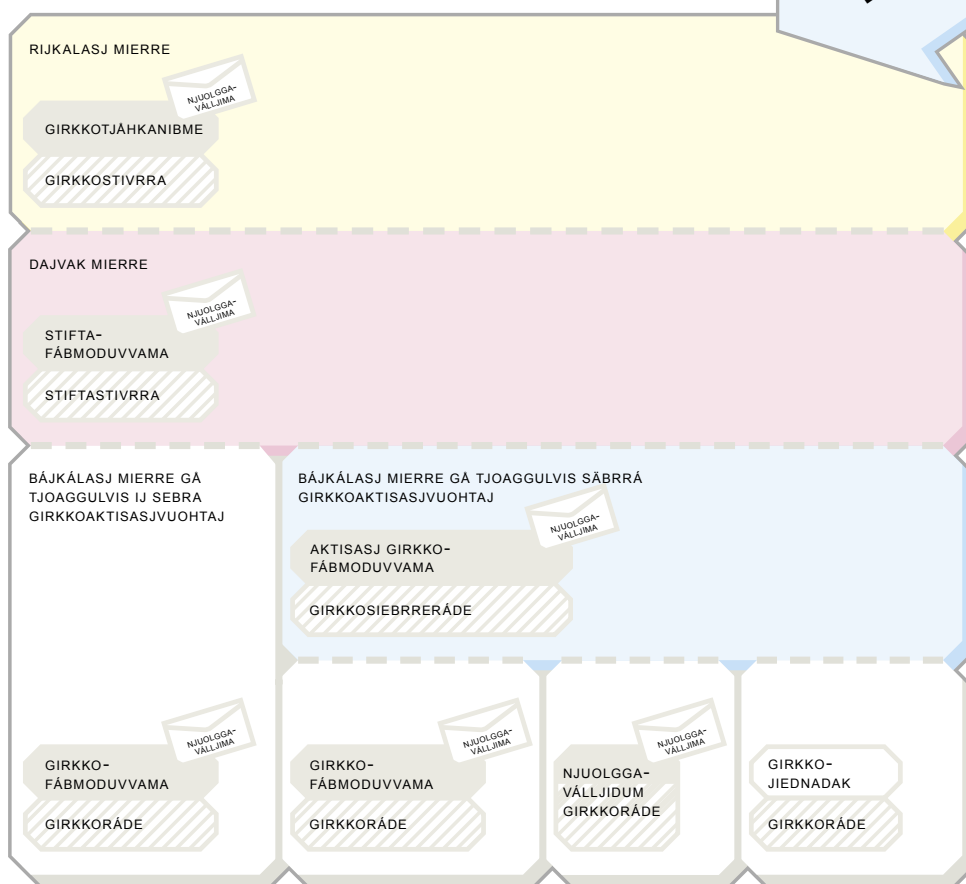 RIJKALASJ MIERRE
NJUOLGGA-
VÁLLJIMA
GIRKKOTJÅHKANIBME
GIRKKOSTIVRRA
DAJVAK MIERRE
NJUOLGGA-
VÁLLJIMA
STIFTA-
FÁBMODUVVAMA
STIFTASTIVRRA
BÁJKÁLASJ MIERRE GÅ
TJOAGGULVIS IJ SEBRA
GIRKKOAKTISASJVUOHTAJ
BÁJKÁLASJ MIERRE GÅ TJOAGGULVIS SÄBRRÁ
GIRKKOAKTISASJVUOHTAJ
NJUOLGGA-
VÁLLJIMA
AKTISASJ GIRKKO-
FÁBMODUVVAMA
GIRKKOSIEBRRERÁDE
NJUOLGGA-
VÁLLJIMA
GIRKKO-
FÁBMODUVVAMA
GIRKKORÁDE
NJUOLGGA-
VÁLLJIMA
GIRKKO-
FÁBMODUVVAMA
GIRKKORÁDE
NJUOLGGA-
VÁLLJIMA
NJUOLGGA-
VÁLLJIDUM
GIRKKORÁDE
GIRKKO-
JIEDNADAK
GIRKKORÁDE